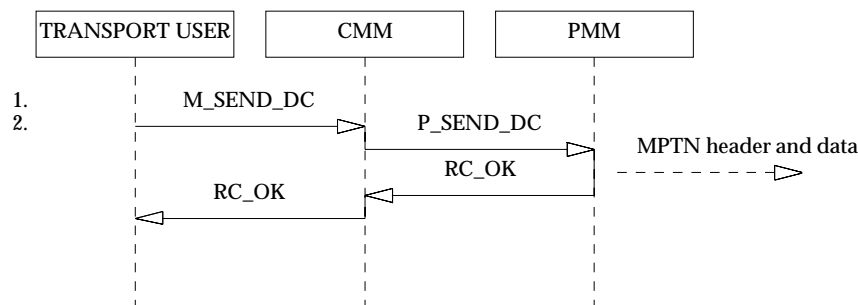 TRANSPORT USER CMM PMM
1. M_SEND_DC
2. P_SEND_DC
MPTN header and data
RC_OK
RC_OK